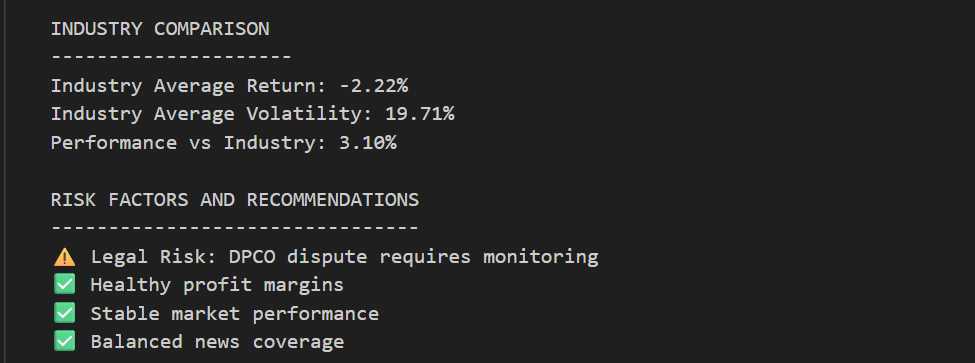 INDUSTRY COMPARISON
---------------------
Industry Average Return: -2.22%
Industry Average Volatility: 19.71%
Performance vs Industry: 3.10%
RISK FACTORS AND RECOMMENDATIONS
--------------------------------
⚠️ Legal Risk: DPCO dispute requires monitoring
✅ Healthy profit margins
✅ Stable market performance
✅ Balanced news coverage